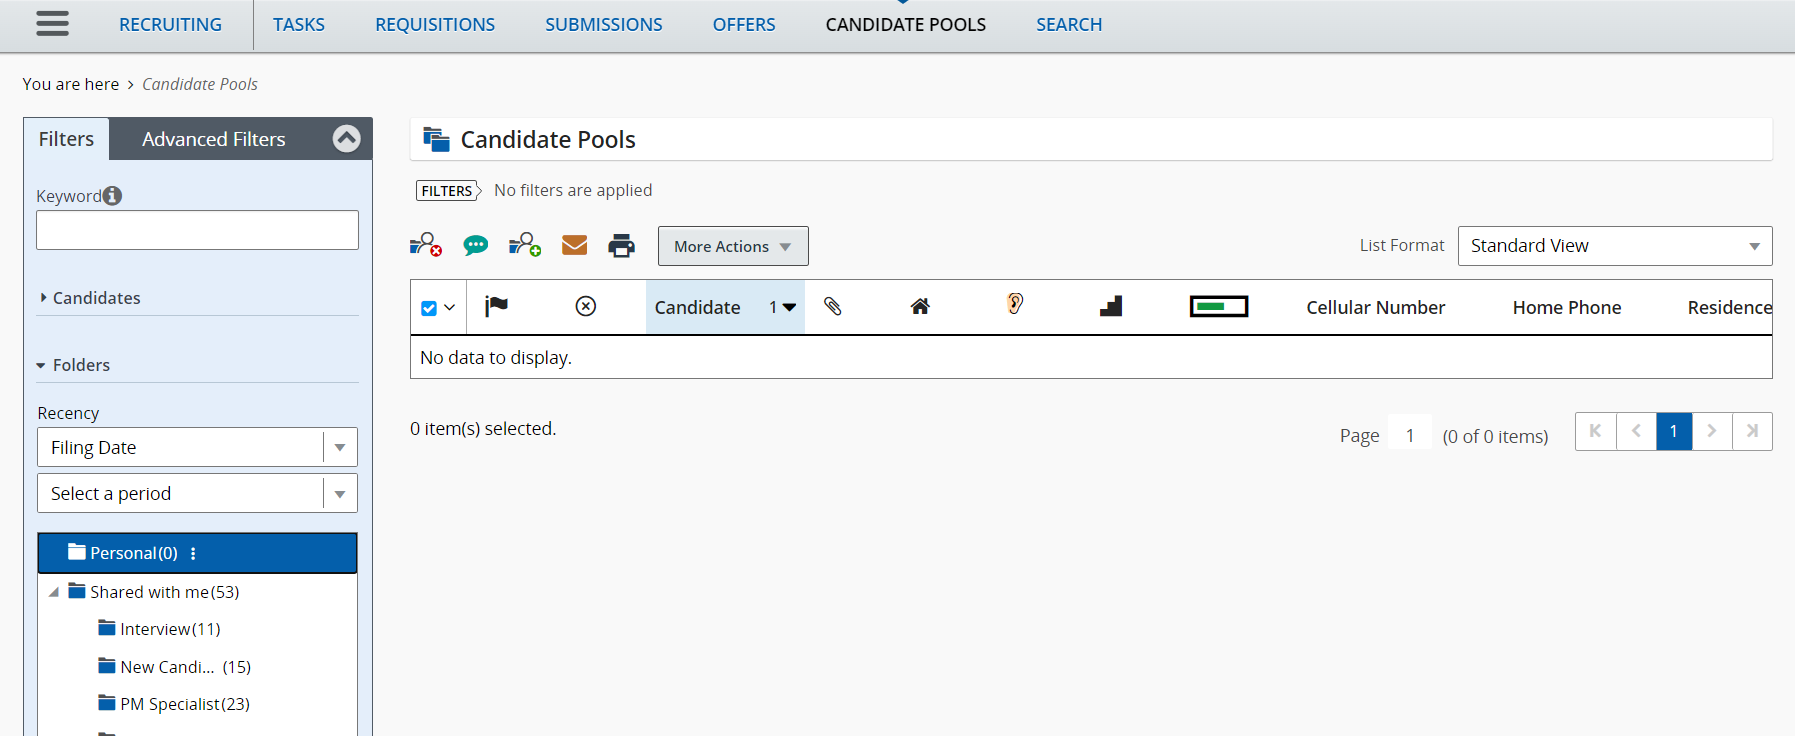 RECRUITING TASKS REQUISITIONS SUBMISSIONS OFFERS CANDIDATE POOLS SEARCH
You are here › Candidate Pools
Filters Advanced Filters
Keyword
Candidates
Folders
Recency
Filing Date
Select a period
Personal(0)
Shared with me(53)
Interview(11)
New Candi... (15)
PM Specialist(23)
Candidate Pools
FILTERS No filters are applied
More Actions
List Format Standard View
Candidate 1 Cellular Number Home Phone Residence
No data to display.
0 item(s) selected.
Page 1 (0 of 0 items) 1